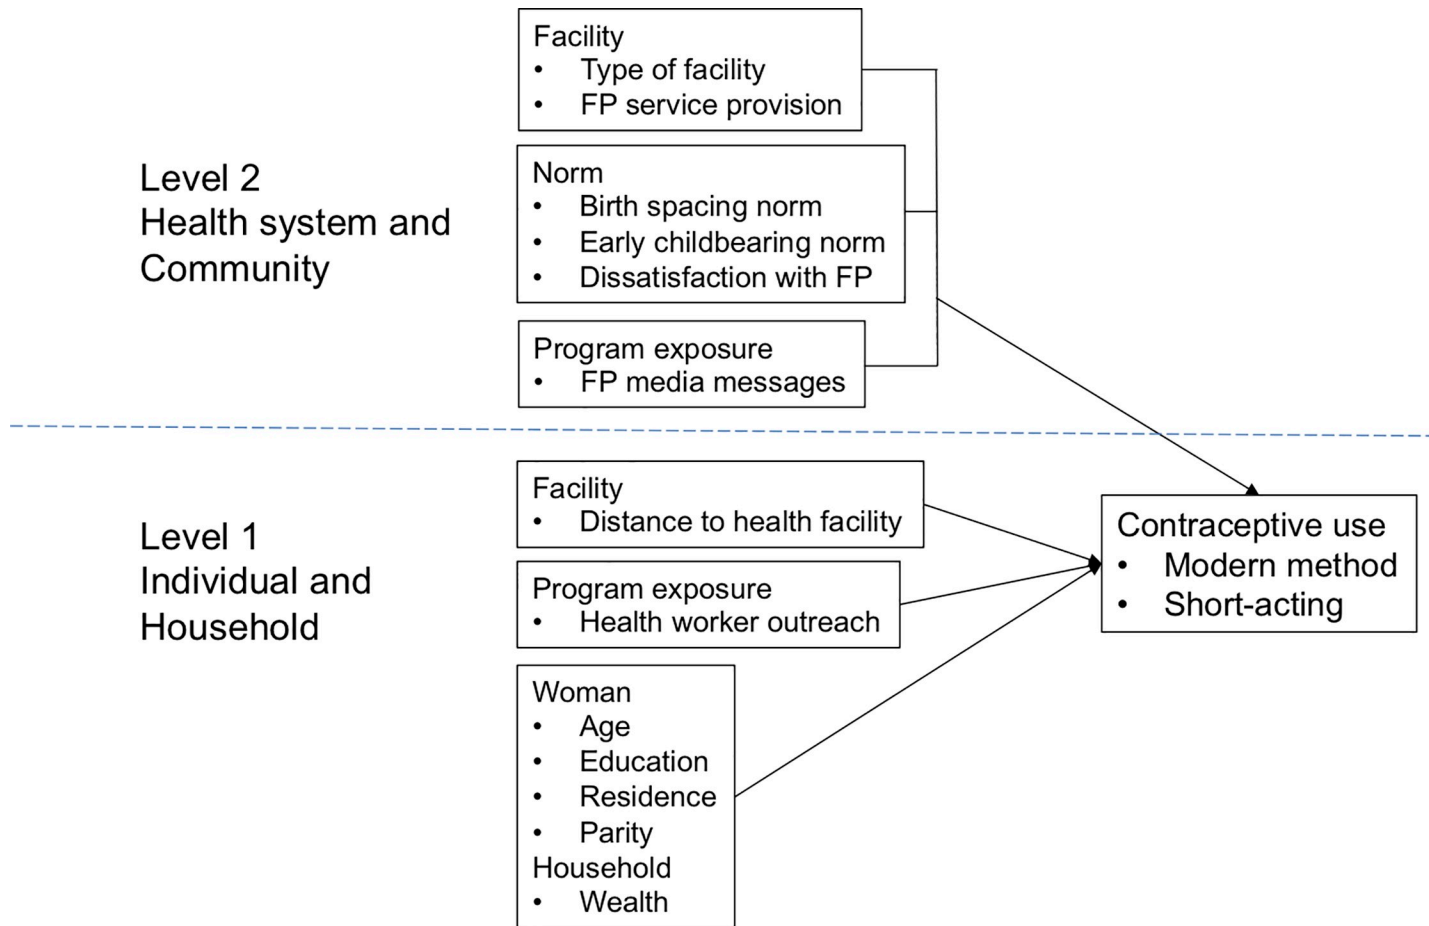 Facility
• Type of facility
• FP service provision
Level 2
Health system and
Community
Norm
• Birth spacing norm
• Early childbearing norm
• Dissatisfaction with FP
Program exposure
• FP media messages
Level 1
Individual and
Household
Facility
• Distance to health facility
Program exposure
• Health worker outreach
Woman
• Age
• Education
• Residence
• Parity
Household
• Wealth
Contraceptive use
• Modern method
• Short-acting